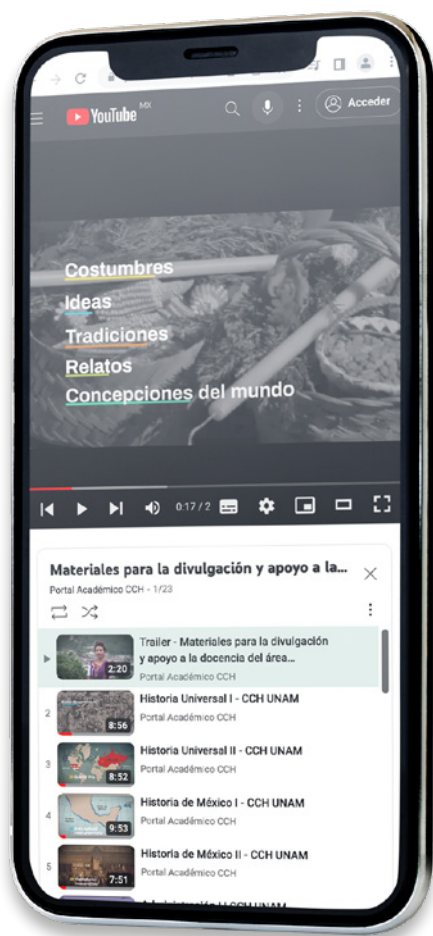 YouTube MX
Acceder
Costumbres
Ideas
Tradiciones
Relatos
Concepciones del mundo
0:17 / 2
Materiales para la divulgación y apoyo a la...
Portal Académico CCH - 1/23
Trailer - Materiales para la divulgación
y apoyo a la docencia del área...
2:20
Portal Académico CCH
2
Historia Universal I - CCH UNAM
8:56
Portal Académico CCH
3
Historia Universal II - CCH UNAM
8:52
Portal Académico CCH
4
Historia de México I - CCH UNAM
9:53
Portal Académico CCH
5
Historia de México II - CCH UNAM
7:51
Portal Académico CCH